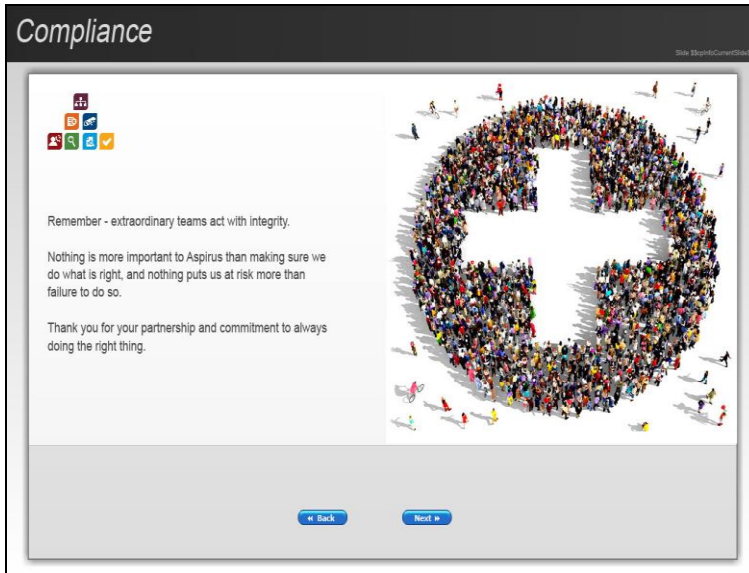 Compliance
Slide $$cpInfoCurrentSlide
Remember - extraordinary teams act with integrity.
Nothing is more important to Aspirus than making sure we
do what is right, and nothing puts us at risk more than
failure to do so.
Thank you for your partnership and commitment to always
doing the right thing.
« Back
Next »